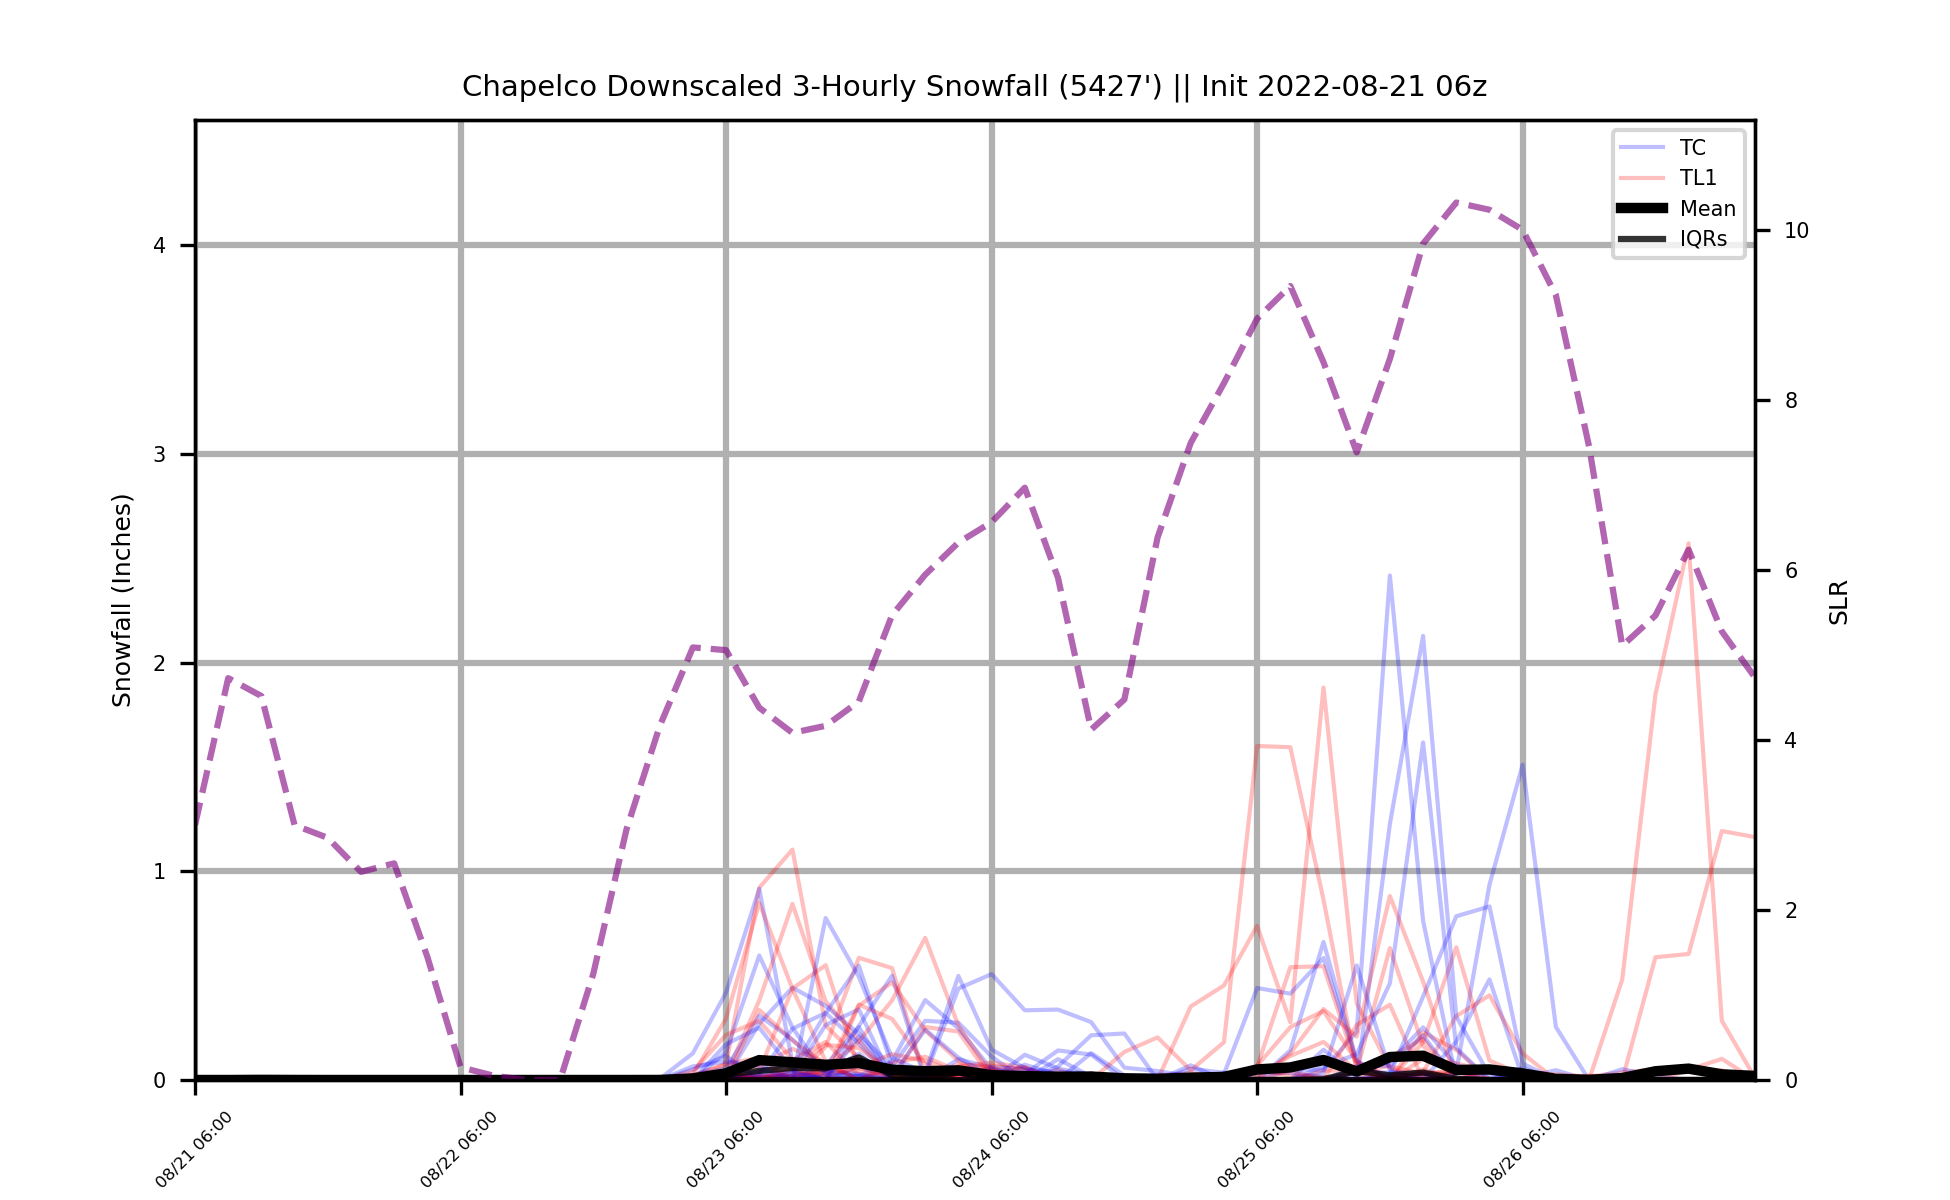 Chapelco Downscaled 3-Hourly Snowfall (5427') || Init 2022-08-21 06z
TC
TL1
Mean
IQRs
Snowfall (Inches)
4
3
2
1
0
SLR
10
8
6
4
2
0
08/21 06:00
08/22 06:00
08/23 06:00
08/24 06:00
08/25 06:00
08/26 06:00